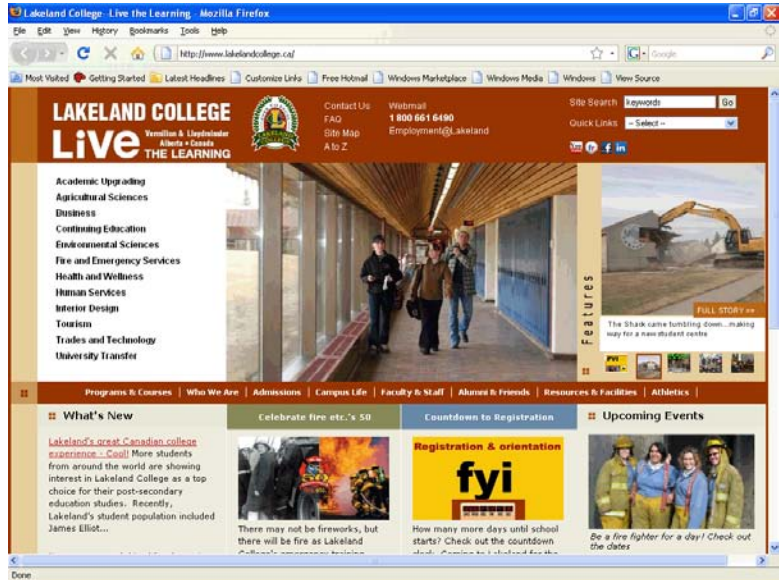 Lakeland College--Live the Learning - Mozilla Firefox
File Edit View History Bookmarks Tools Help
http://www.lakelandcollege.ca/
Google
Most Visited Getting Started Latest Headlines Customize Links Free Hotmail Windows Marketplace Windows Media Windows View Source
LAKELAND COLLEGE
LiVe
Vermilion & Lloydminster
Alberta • Canada
THE LEARNING
Contact Us
FAQ
Site Map
A to Z
Webmail
1 800 661 6490
Employment@Lakeland
Site Search keywords Go
Quick Links -- Select --
Academic Upgrading
Agricultural Sciences
Business
Continuing Education
Environmental Sciences
Fire and Emergency Services
Health and Wellness
Human Services
Interior Design
Tourism
Trades and Technology
University Transfer
Features
FULL STORY >>
The Shark came tumbling down...making
way for a new student centre
FYI
Programs & Courses | Who We Are | Admissions | Campus Life | Faculty & Staff | Alumni & Friends | Resources & Facilities | Athletics |
What's New
Lakeland's great Canadian college
experience - Cool! More students
from around the world are showing
interest in Lakeland College as a top
choice for their post-secondary
education studies. Recently,
Lakeland's student population included
James Elliot...
Celebrate fire etc.'s 50
There may not be fireworks, but
there will be fire as Lakeland
College's emergency training
Countdown to Registration
Registration & orientation
fyi
How many more days until school
starts? Check out the countdown
clock. Coming to Lakeland for the
Upcoming Events
Be a fire fighter for a day! Check out
the dates
Done